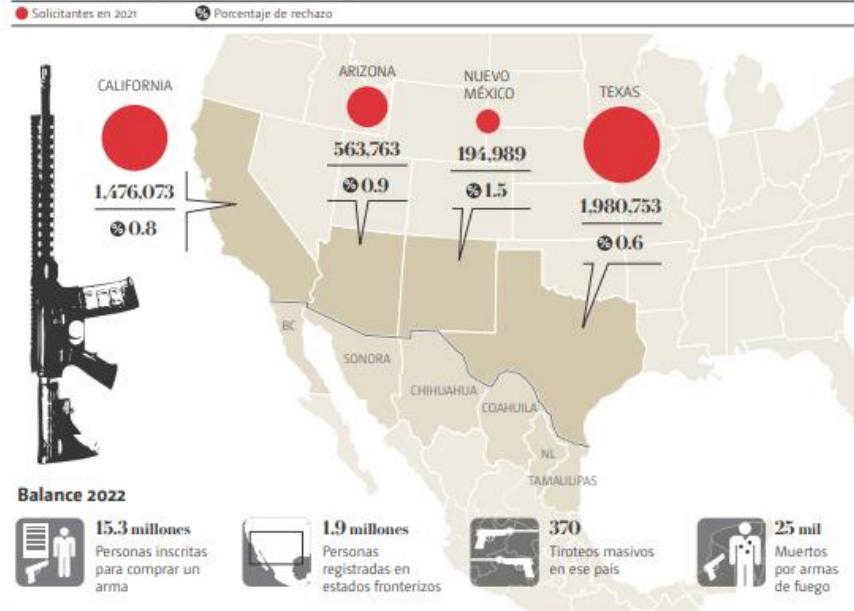 Solicitantes en 2021
% Porcentaje de rechazo
CALIFORNIA
1,476,073
% 0.8
ARIZONA
563,763
% 0.9
NUEVO
MÉXICO
194,989
% 1.5
TEXAS
1,980,753
% 0.6
BC
SONORA
CHIHUAHUA
COAHUILA
NL
TAMAULIPAS
Balance 2022
15.3 millones
Personas inscritas
para comprar un
arma
1.9 millones
Personas
registradas en
estados fronterizos
370
Tiroteos masivos
en ese país
25 mil
Muertos
por armas
de fuego